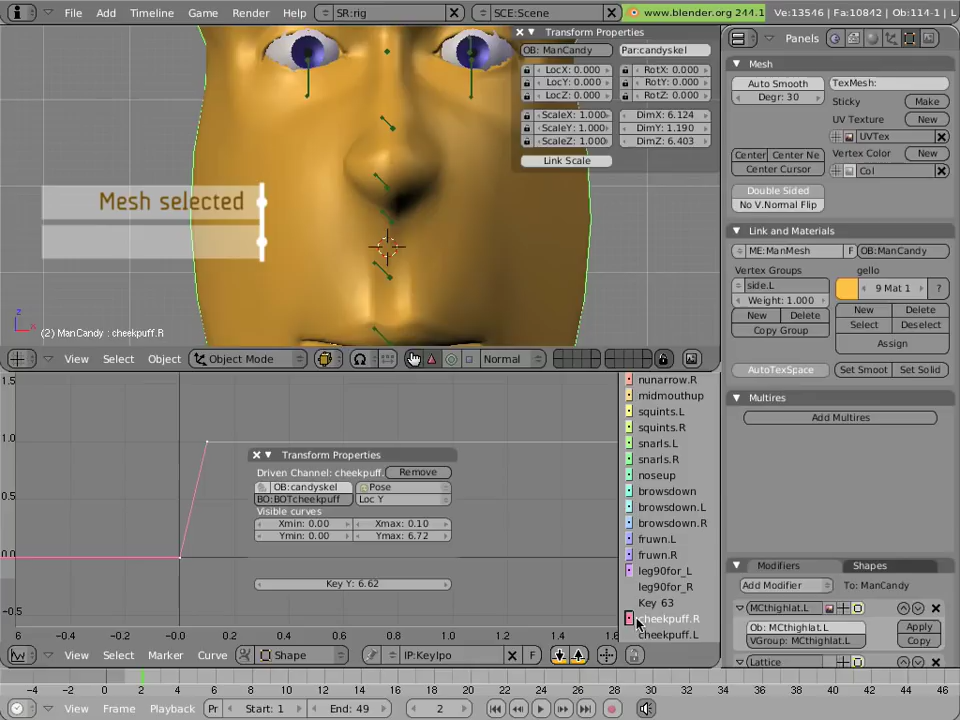 File Add Timeline Game Render Help SR:rig SCE:Scene www.blender.org 244.1 Ve:13546 | Fa:10842 | Ob:114-1 | L
Transform Properties
OB: ManCandy Par:candyskel
LocX: 0.000 RotX: 0.000
LocY: 0.000 RotY: 0.000
LocZ: 0.000 RotZ: 0.000
ScaleX: 1.000 DimX: 6.124
ScaleY: 1.000 DimY: 1.190
ScaleZ: 1.000 DimZ: 6.403
Link Scale
Mesh selected
z
x
(2) ManCandy : cheekpuff.R
View Select Object Object Mode Normal
Panels
Mesh
Auto Smooth
Degr: 30
TexMesh:
Sticky Make
UV Texture New
UVTex
Vertex Color New
Col
Center Center Ne
Center Cursor
Double Sided
No V.Normal Flip
Link and Materials
ME:ManMesh F OB:ManCandy
Vertex Groups gello
side.L 9 Mat 1 ?
Weight: 1.000
New Delete New Delete
Copy Group Select Deselect
Assign
AutoTexSpace Set Smoot Set Solid
Multires
Add Multires
Modifiers Shapes
Add Modifier To: ManCandy
MCthighlat.L
Ob: MCthighlat.L Apply
VGroup: MCthighlat.L Copy
Lattice
1.5
1.0
0.5
0.0
-0.5
-0.6 -0.4 -0.2 0.0 0.2 0.4 0.6 0.8 1.0 1.2 1.4 1.6
Transform Properties
Driven Channel: cheekpuff. Remove
OB:candyskel Pose
BO:BOTcheekpuff Loc Y
Visible curves
Xmin: 0.00 Xmax: 0.10
Ymin: 0.00 Ymax: 6.72
Key Y: 6.62
nunarrow.R
midmouthup
squints.L
squints.R
snarls.L
snarls.R
noseup
browsdown
browsdown.L
browsdown.R
fruwn.L
fruwn.R
leg90for_L
leg90for_R
Key 63
cheekpuff.R
cheekpuff.L
View Select Marker Curve Shape IP:KeyIpo F
-4 -2 0 2 4 6 8 10 12 14 16 18 20 22 24 26 28 30 32 34 36 38 40 42 44 46
View Frame Playback Pr Start: 1 End: 49 2